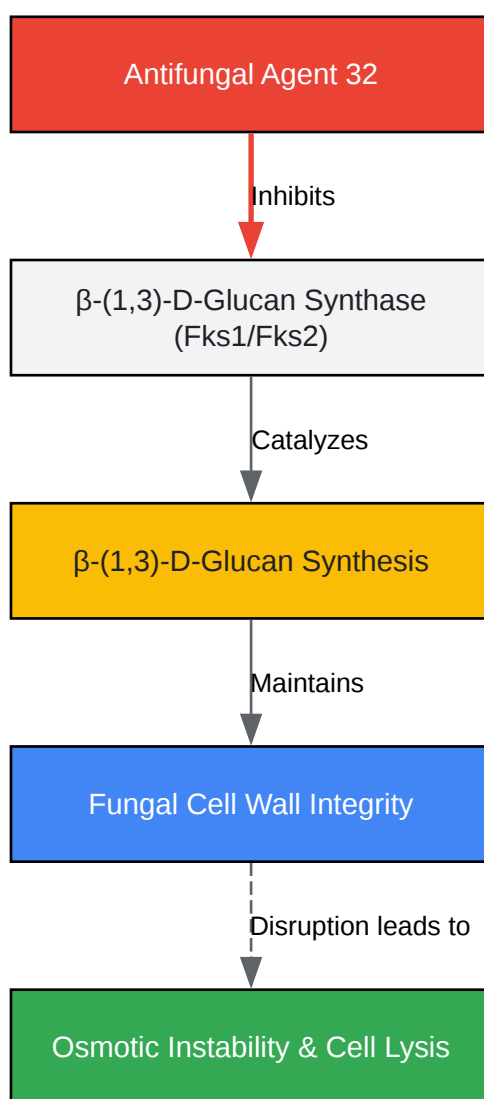 Antifungal Agent 32
Inhibits
β-(1,3)-D-Glucan Synthase
(Fks1/Fks2)
Catalyzes
β-(1,3)-D-Glucan Synthesis
Maintains
Fungal Cell Wall Integrity
Disruption leads to
Osmotic Instability & Cell Lysis